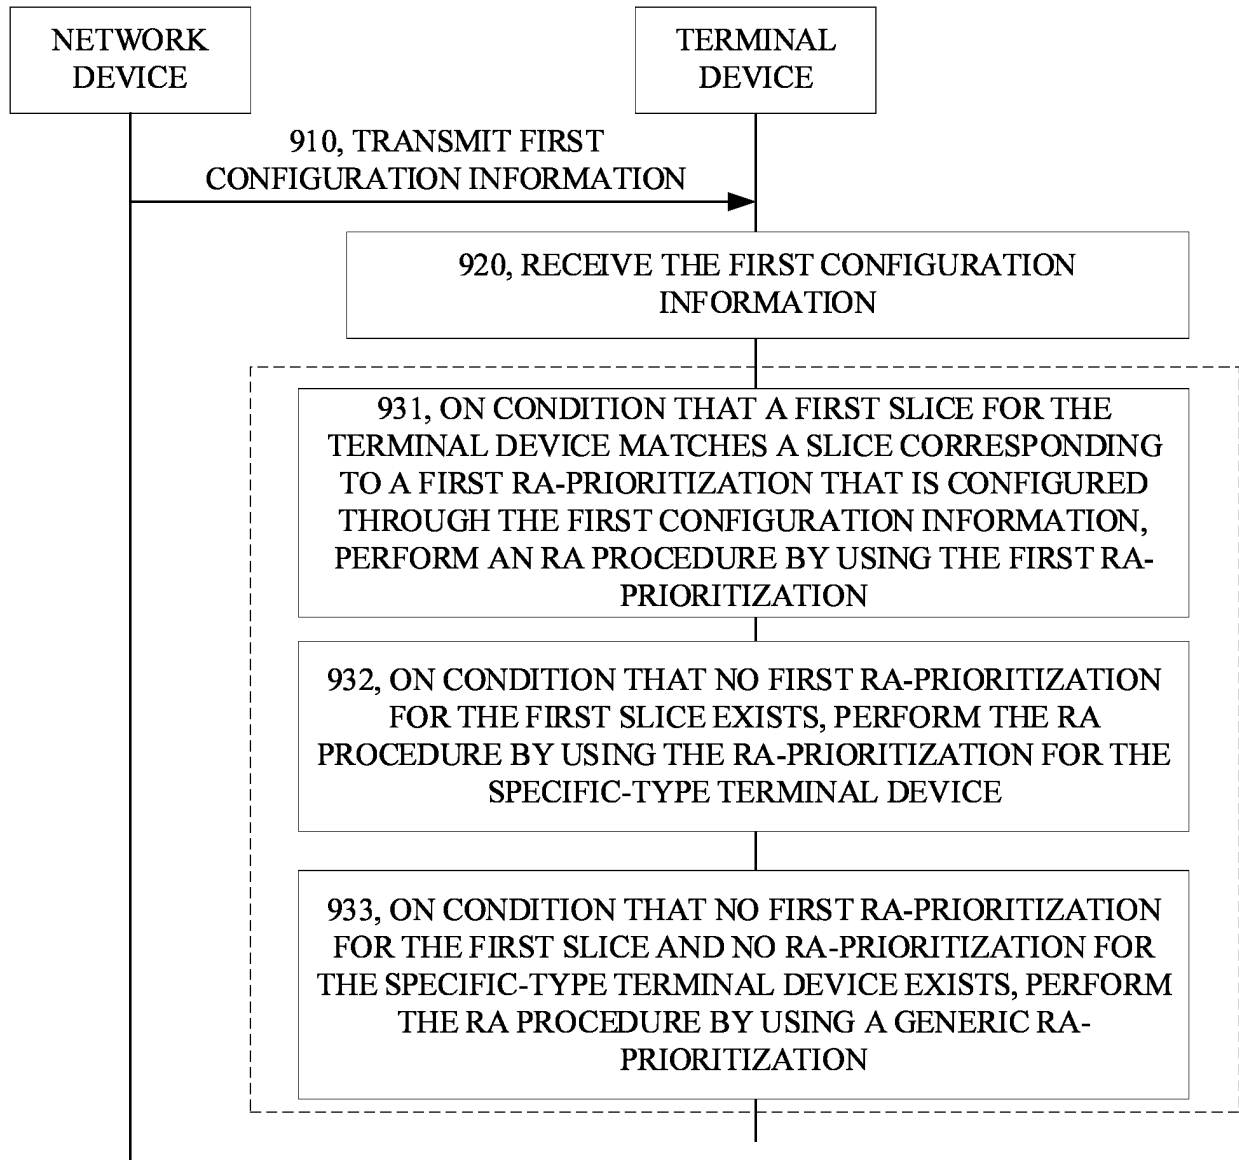 NETWORK
DEVICE
TERMINAL
DEVICE
910, TRANSMIT FIRST
CONFIGURATION INFORMATION
920, RECEIVE THE FIRST CONFIGURATION
INFORMATION
931, ON CONDITION THAT A FIRST SLICE FOR THE
TERMINAL DEVICE MATCHES A SLICE CORRESPONDING
TO A FIRST RA-PRIORITIZATION THAT IS CONFIGURED
THROUGH THE FIRST CONFIGURATION INFORMATION,
PERFORM AN RA PROCEDURE BY USING THE FIRST RA-
PRIORITIZATION
932, ON CONDITION THAT NO FIRST RA-PRIORITIZATION
FOR THE FIRST SLICE EXISTS, PERFORM THE RA
PROCEDURE BY USING THE RA-PRIORITIZATION FOR THE
SPECIFIC-TYPE TERMINAL DEVICE
933, ON CONDITION THAT NO FIRST RA-PRIORITIZATION
FOR THE FIRST SLICE AND NO RA-PRIORITIZATION FOR
THE SPECIFIC-TYPE TERMINAL DEVICE EXISTS, PERFORM
THE RA PROCEDURE BY USING A GENERIC RA-
PRIORITIZATION